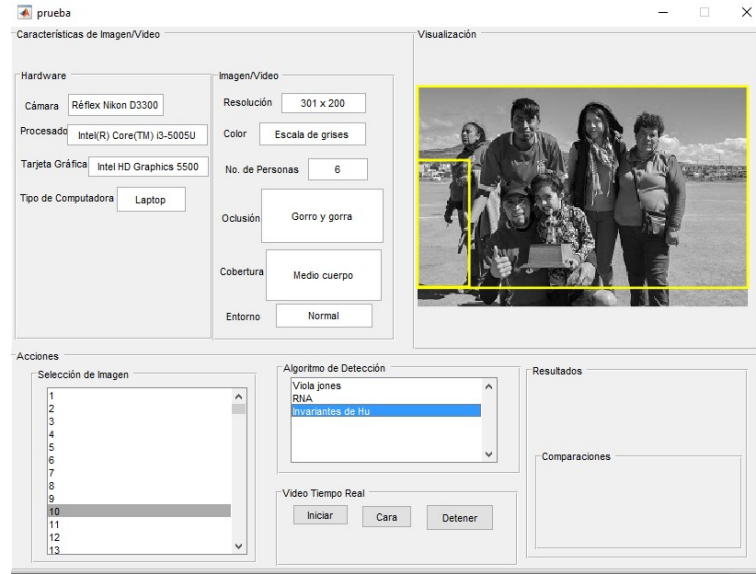 prueba
Características de Imagen/Video
Hardware
Cámara Réflex Nikon D3300
Procesado Intel(R) Core(TM) i3-5005U
Tarjeta Gráfica Intel HD Graphics 5500
Tipo de Computadora Laptop
Imagen/Video
Resolución 301 x 200
Color Escala de grises
No. de Personas 6
Oclusión Gorro y gorra
Cobertura Medio cuerpo
Entorno Normal
Visualización
Acciones
Selección de Imagen
1
2
3
4
5
6
7
8
9
10
11
12
13
Algoritmo de Detección
Viola jones
RNA
Invariantes de Hu
Video Tiempo Real
Iniciar Cara Detener
Resultados
Comparaciones